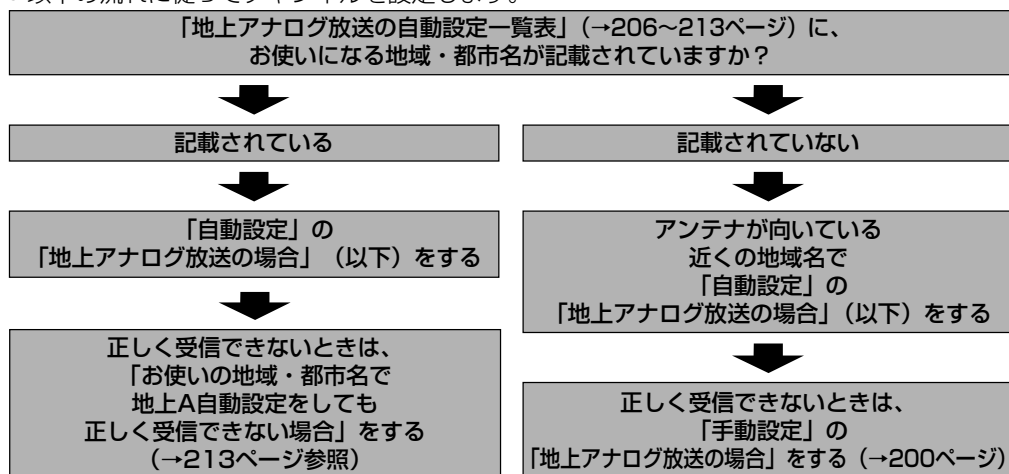 「地上アナログ放送の自動設定一覧表」（→206～213ページ）に、
お使いになる地域・都市名が記載されていますか？
記載されている
記載されていない
「自動設定」の
「地上アナログ放送の場合」（以下）をする
アンテナが向いている
近くの地域名で
「自動設定」の
「地上アナログ放送の場合」（以下）をする
正しく受信できないときは、
「お使いの地域・都市名で
地上A自動設定をしても
正しく受信できない場合」をする
（→213ページ参照）
正しく受信できないときは、
「手動設定」の
「地上アナログ放送の場合」をする（→200ページ）